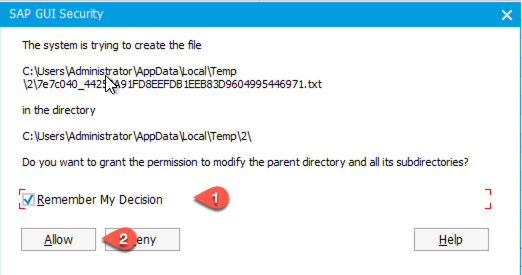 SAP GUI Security
The system is trying to create the file
C:\Users\Administrator\AppData\Local\Temp
\2\7e7c040_442 A91FD8EEFDB1EEB83D9604995446971.txt
in the directory
C:\Users\Administrator\AppData\Local\Temp\2\
Do you want to grant the permission to modify the parent directory and all its subdirectories?
Remember My Decision 1
Allow 2 eny Help